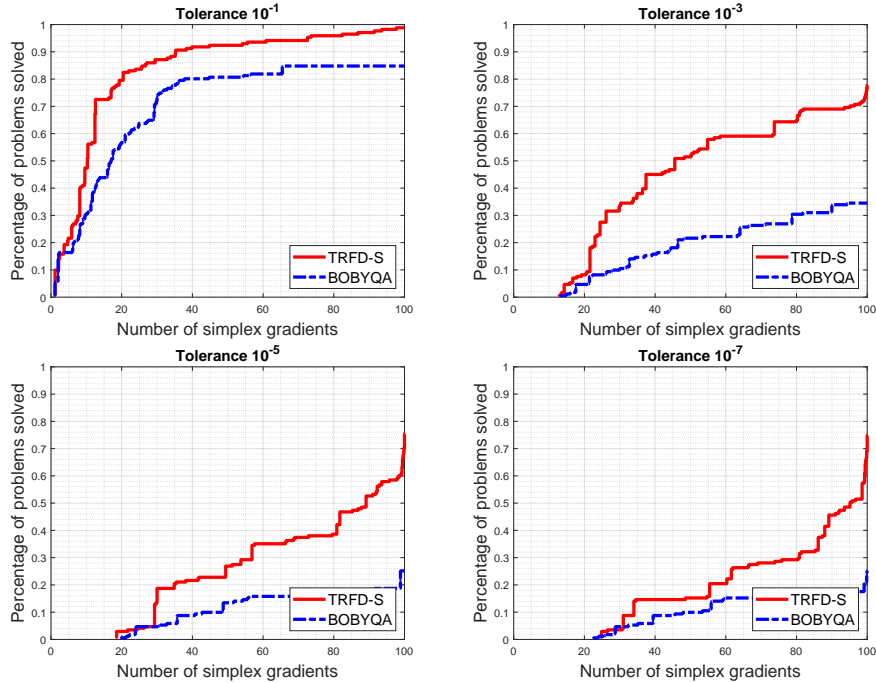 Tolerance 10-1
Percentage of problems solved
1
0.9
0.8
0.7
0.6
0.5
0.4
0.3
0.2
0.1
0
0 20 40 60 80 100
TRFD-S
BOBYQA
Number of simplex gradients
Tolerance 10-3
Percentage of problems solved
1
0.9
0.8
0.7
0.6
0.5
0.4
0.3
0.2
0.1
0
0 20 40 60 80 100
TRFD-S
BOBYQA
Number of simplex gradients
Tolerance 10-5
Percentage of problems solved
1
0.9
0.8
0.7
0.6
0.5
0.4
0.3
0.2
0.1
0
0 20 40 60 80 100
TRFD-S
BOBYQA
Number of simplex gradients
Tolerance 10-7
Percentage of problems solved
1
0.9
0.8
0.7
0.6
0.5
0.4
0.3
0.2
0.1
0
0 20 40 60 80 100
TRFD-S
BOBYQA
Number of simplex gradients